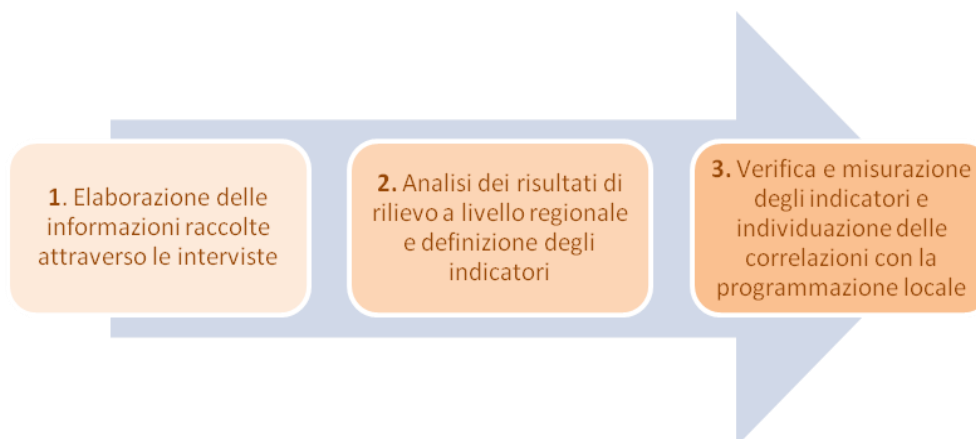 1. Elaborazione delle
informazioni raccolte
attraverso le interviste
2. Analisi dei risultati di
rilievo a livello regionale
e definizione degli
indicatori
3. Verifica e misurazione
degli indicatori e
individuazione delle
correlazioni con la
programmazione locale